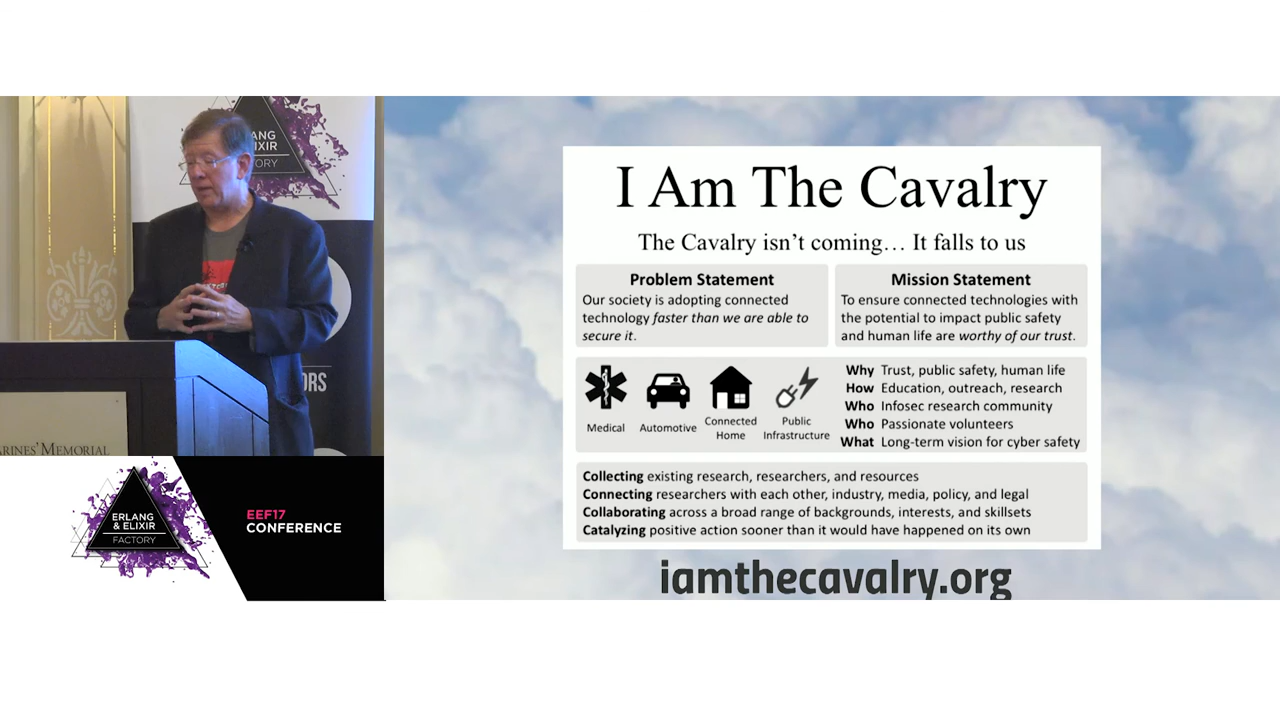 ANG
IXIR
ORY
ORS
ARINES' MEMORIAL
ERLANG
& ELIXIR
FACTORY
EEF17
CONFERENCE
I Am The Cavalry
The Cavalry isn't coming… It falls to us
Problem Statement
Our society is adopting connected
technology faster than we are able to
secure it.
Mission Statement
To ensure connected technologies with
the potential to impact public safety
and human life are worthy of our trust.
Medical
Automotive
Connected
Home
Public
Infrastructure
Why Trust, public safety, human life
How Education, outreach, research
Who Infosec research community
Who Passionate volunteers
What Long-term vision for cyber safety
Collecting existing research, researchers, and resources
Connecting researchers with each other, industry, media, policy, and legal
Collaborating across a broad range of backgrounds, interests, and skillsets
Catalyzing positive action sooner than it would have happened on its own
iamthecavalry.org